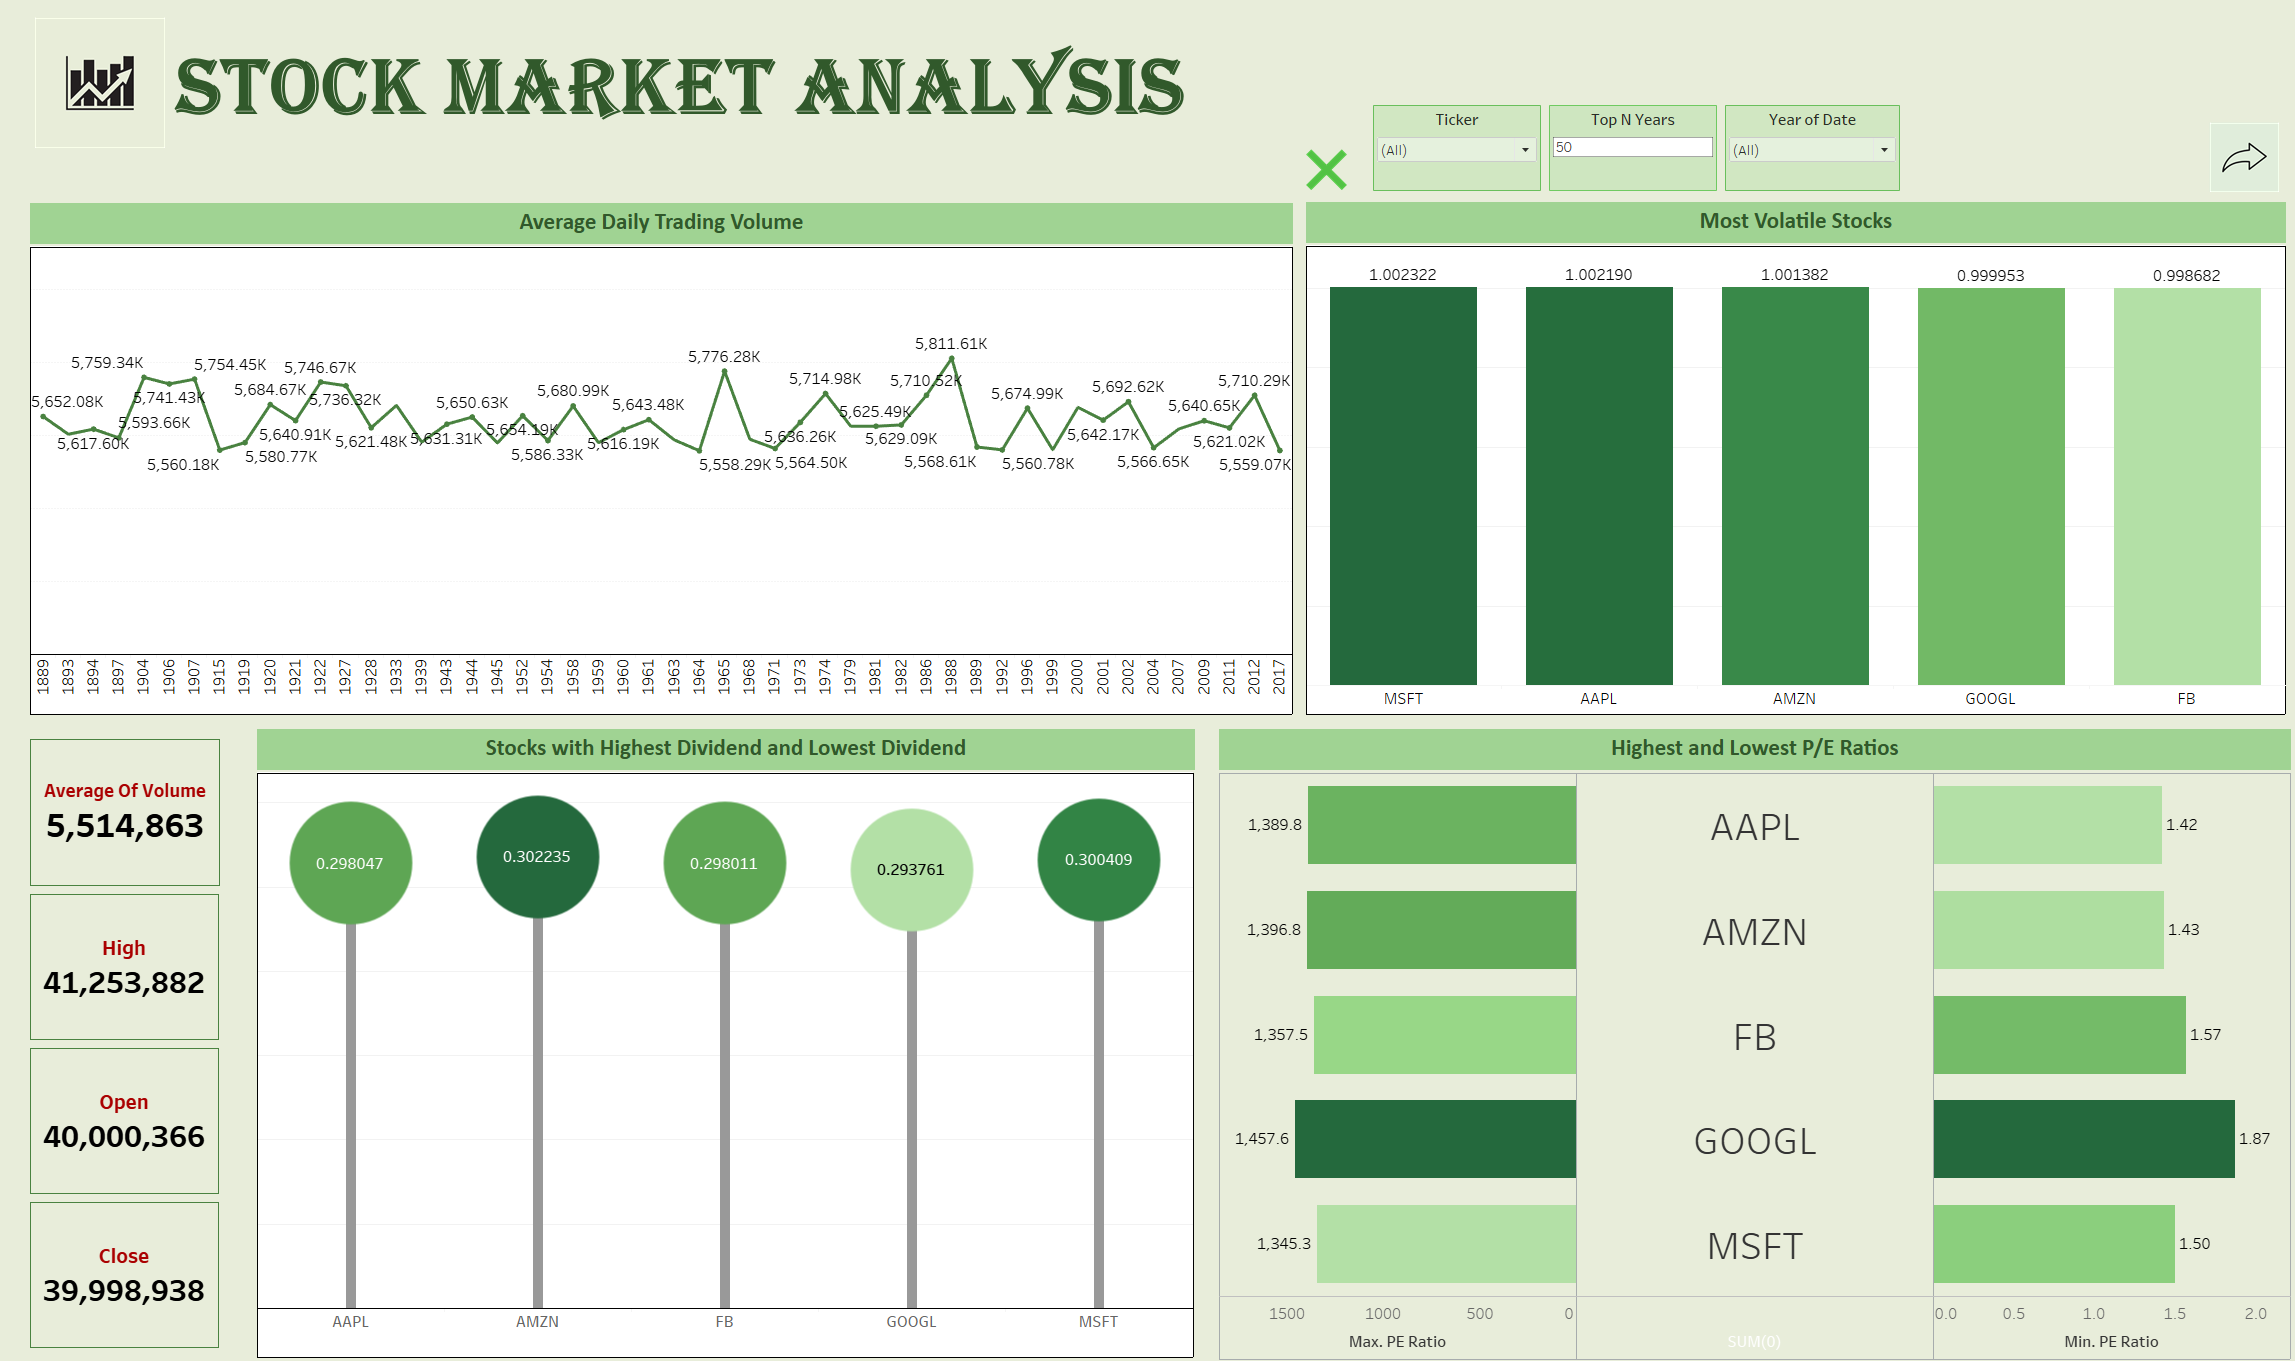 STOCK MARKET ANALYSIS
Ticker
(All)
Top N Years
50
Year of Date
(All)
Average Daily Trading Volume
5,652.08K
5,617.60K
5,759.34K
5,593.66K
5,741.43K
5,754.45K
5,560.18K
5,684.67K
5,580.77K
5,640.91K
5,746.67K
5,736.32K
5,621.48K
5,631.31K
5,650.63K
5,654.19K
5,586.33K
5,680.99K
5,616.19K
5,643.48K
5,558.29K
5,776.28K
5,564.50K
5,636.26K
5,714.98K
5,625.49K
5,629.09K
5,710.52K
5,811.61K
5,568.61K
5,674.99K
5,560.78K
5,642.17K
5,692.62K
5,566.65K
5,640.65K
5,621.02K
5,710.29K
5,559.07K
1889
1893
1894
1897
1904
1906
1907
1915
1919
1920
1921
1922
1927
1928
1933
1939
1943
1944
1945
1952
1954
1958
1959
1960
1961
1963
1964
1965
1968
1971
1973
1974
1979
1981
1982
1986
1988
1989
1992
1996
1999
2000
2001
2002
2004
2007
2009
2011
2012
2017
Most Volatile Stocks
1.002322
1.002190
1.001382
0.999953
0.998682
MSFT
AAPL
AMZN
GOOGL
FB
Average Of Volume
5,514,863
High
41,253,882
Open
40,000,366
Close
39,998,938
Stocks with Highest Dividend and Lowest Dividend
0.298047
0.302235
0.298011
0.293761
0.300409
AAPL
AMZN
FB
GOOGL
MSFT
Highest and Lowest P/E Ratios
1,389.8
AAPL
1.42
1,396.8
AMZN
1.43
1,357.5
FB
1.57
1,457.6
GOOGL
1.87
1,345.3
MSFT
1.50
1500
1000
500
0
0.0
0.5
1.0
1.5
2.0
Max. PE Ratio
SUM(0)
Min. PE Ratio